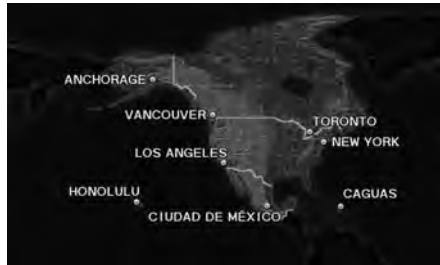 ANCHORAGE
VANCOUVER
TORONTO
NEW YORK
LOS ANGELES
HONOLULU
CAGUAS
CIUDAD DE MÉXICO